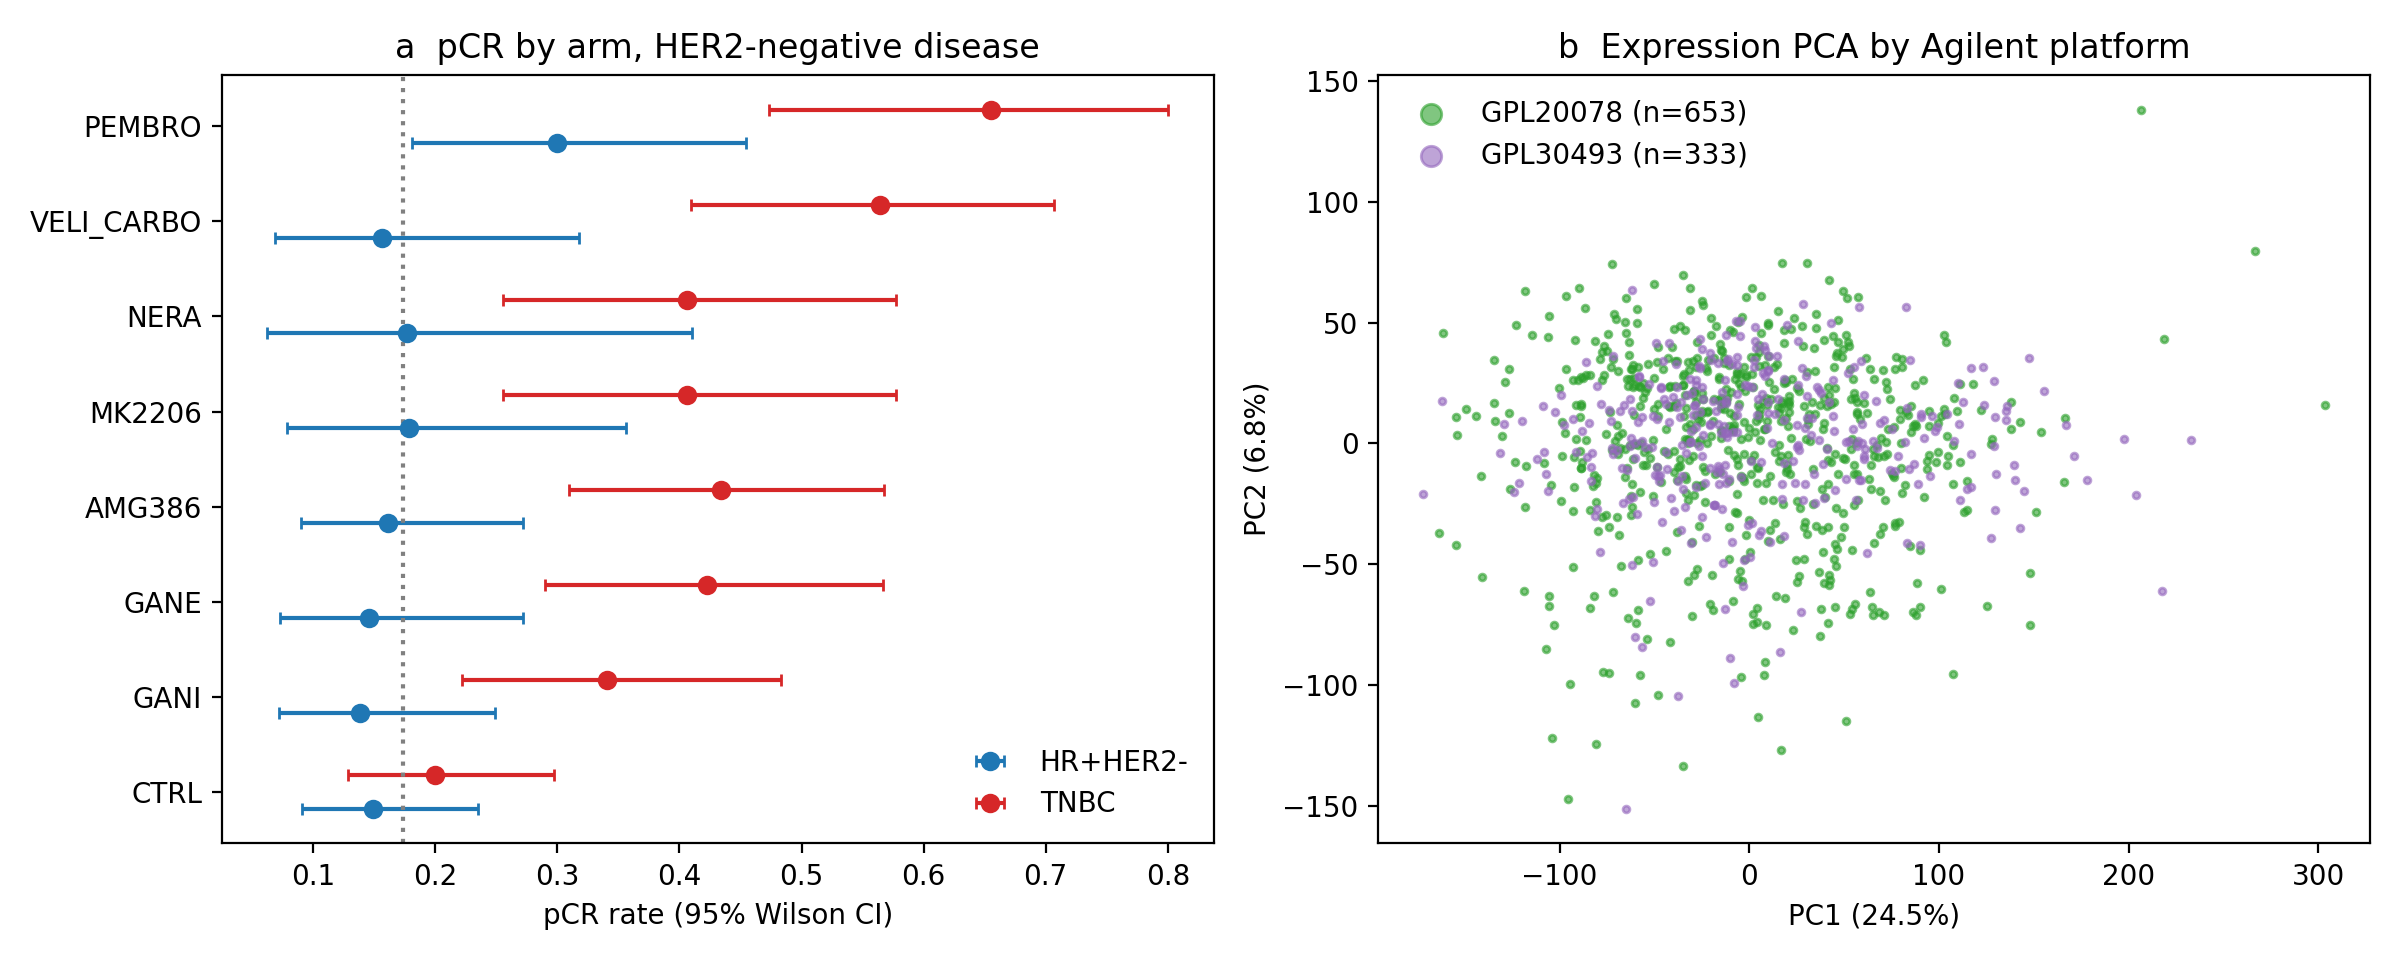 a  pCR by arm, HER2-negative disease
PEMBRO
VELI_CARBO
NERA
MK2206
AMG386
GANE
GANI
CTRL
HR+HER2-
TNBC
0.1 0.2 0.3 0.4 0.5 0.6 0.7 0.8
pCR rate (95% Wilson CI)
b  Expression PCA by Agilent platform
GPL20078 (n=653)
GPL30493 (n=333)
PC2 (6.8%)
150
100
50
0
−50
−100
−150
−100 0 100 200 300
PC1 (24.5%)